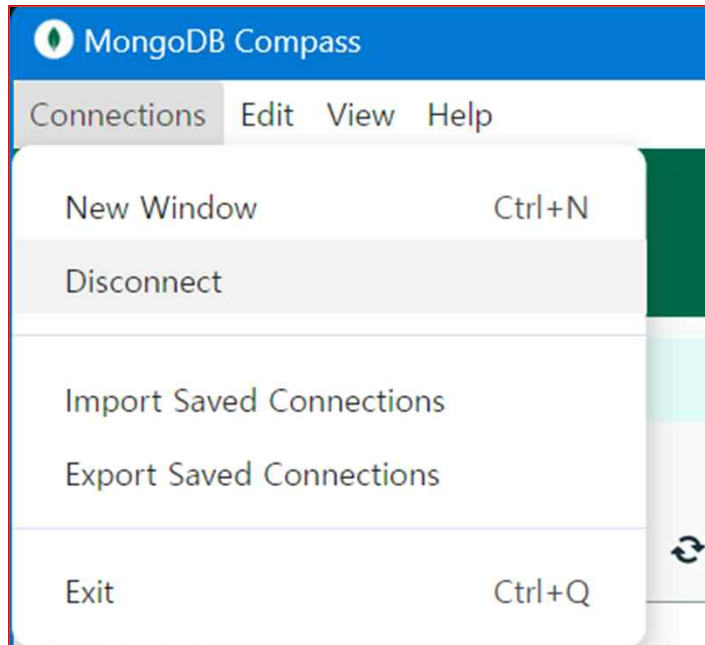 MongoDB Compass
Connections Edit View Help
New Window Ctrl+N
Disconnect
Import Saved Connections
Export Saved Connections
Exit Ctrl+Q